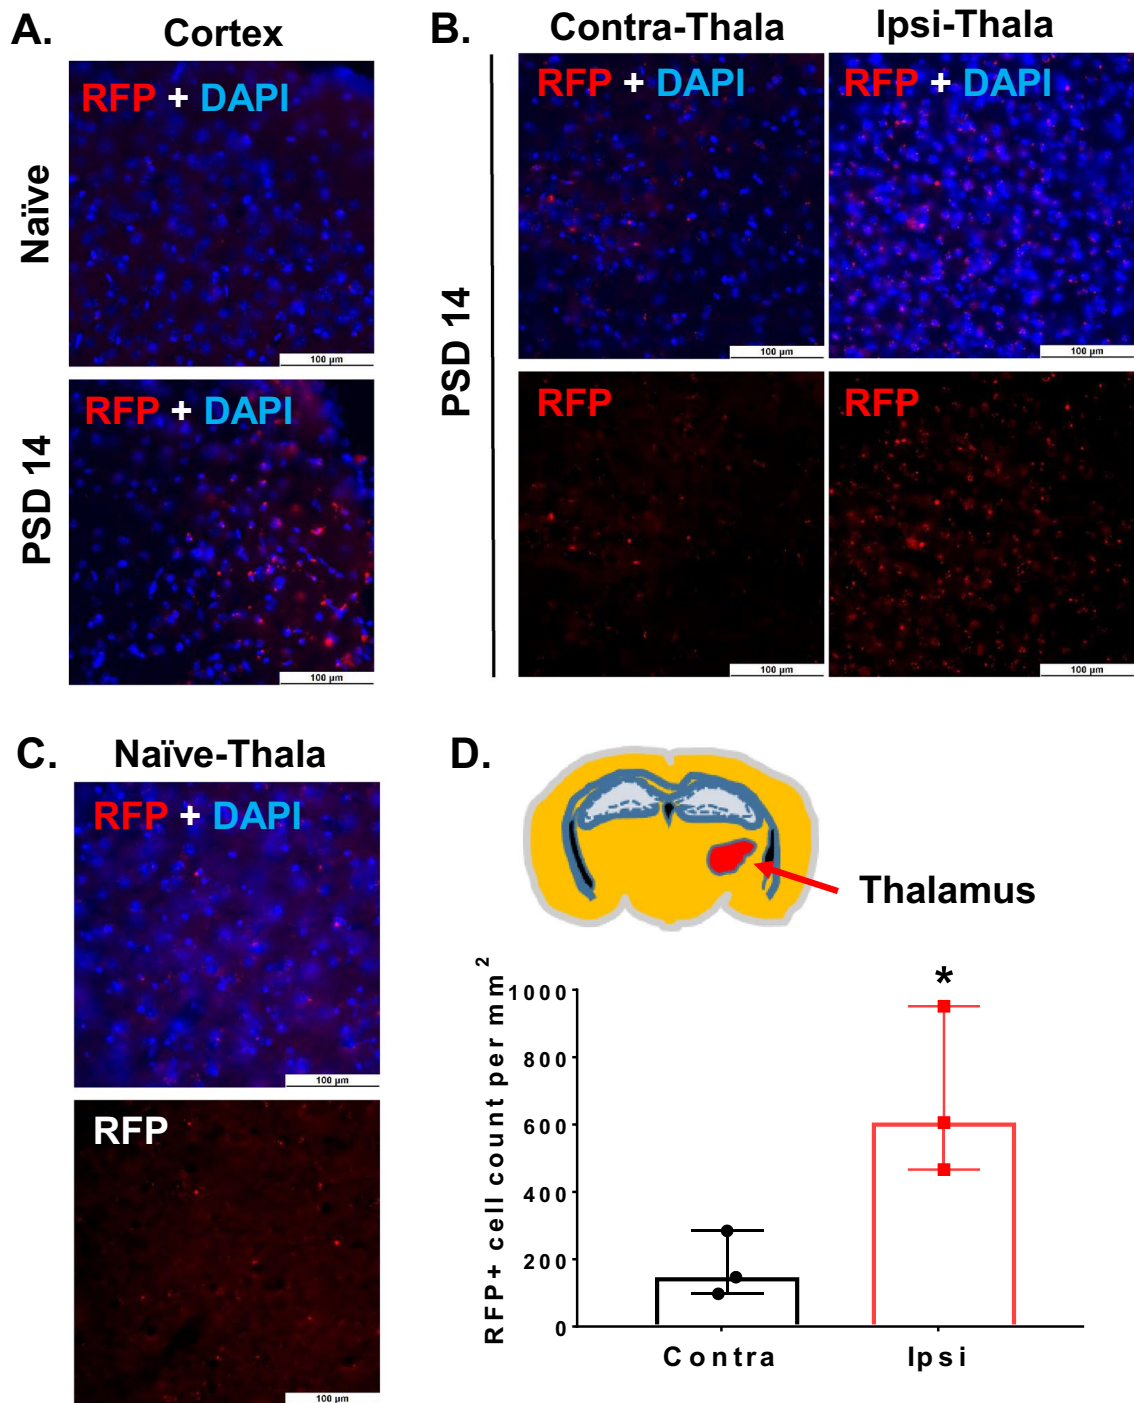 A.
Cortex
Naïve
RFP + DAPI
100 µm
PSD 14
RFP + DAPI
100 µm
B.
Contra-Thala
Ipsi-Thala
PSD 14
RFP + DAPI
100 µm
RFP + DAPI
100 µm
RFP
100 µm
RFP
100 µm
C.
Naïve-Thala
RFP + DAPI
100 µm
RFP
100 µm
D.
Thalamus
RFP+ cell count per mm²
1000
800
600
400
200
0
*
Contra
Ipsi